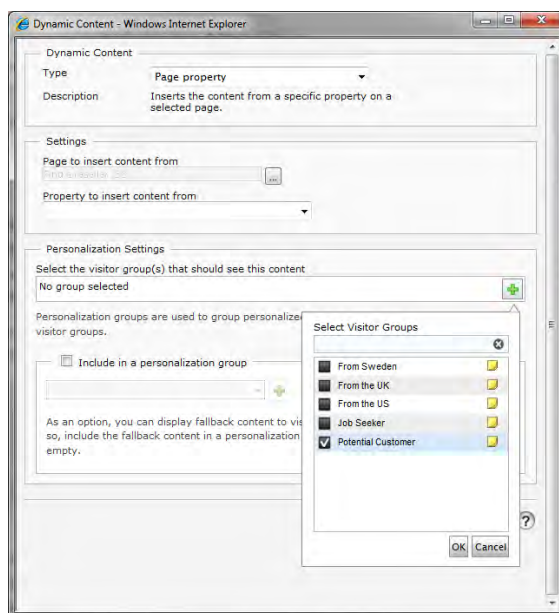 Dynamic Content - Windows Internet Explorer
Dynamic Content
Type
Page property
Description
Inserts the content from a specific property on a
selected page.
Settings
Page to insert content from
...
Property to insert content from
Personalization Settings
Select the visitor group(s) that should see this content
No group selected
Personalization groups are used to group personalized
visitor groups.
Include in a personalization group
As an option, you can display fallback content to
so, include the fallback content in a personalization
empty.
Select Visitor Groups
From Sweden
From the UK
From the US
Job Seeker
Potential Customer
OK Cancel
?